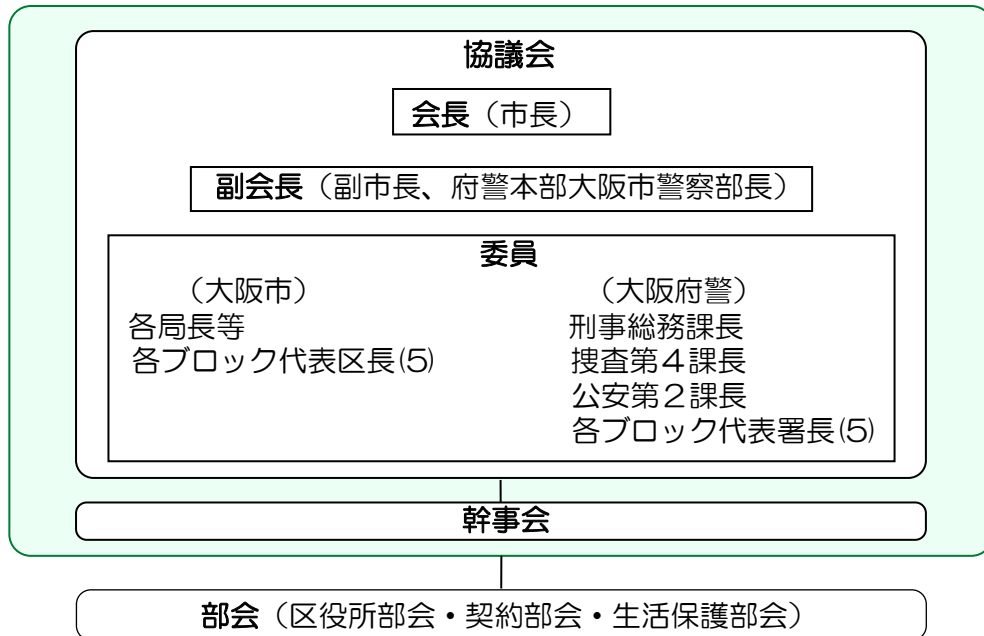 協議会
会長（市長）
副会長（副市長、府警本部大阪市警察部長）
委員
（大阪市）
各局長等
各ブロック代表区長(5)
（大阪府警）
刑事総務課長
捜査第４課長
公安第２課長
各ブロック代表署長(5)
幹事会
部会（区役所部会・契約部会・生活保護部会）